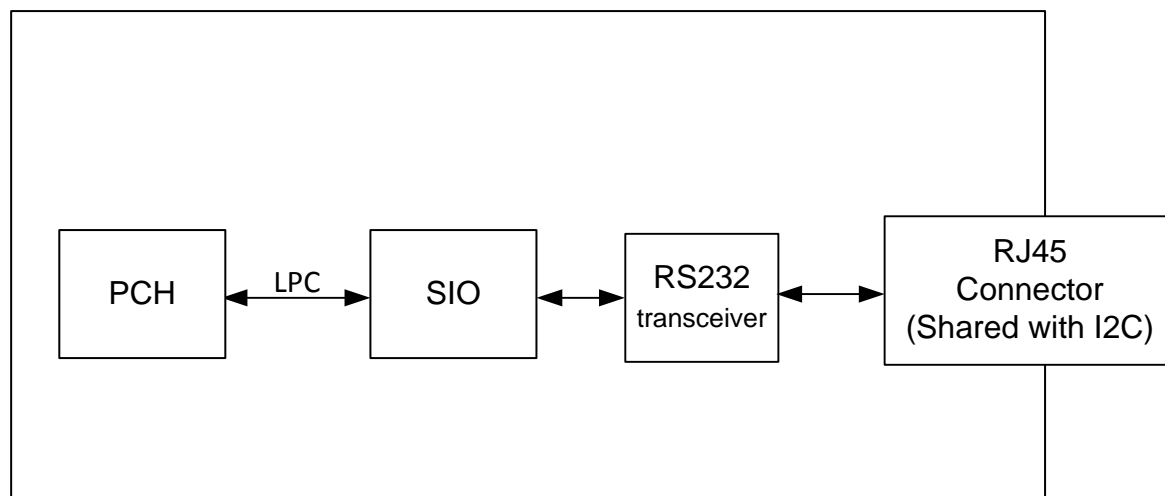 PCH
LPC
SIO
RS232
transceiver
RJ45
Connector
(Shared with I2C)